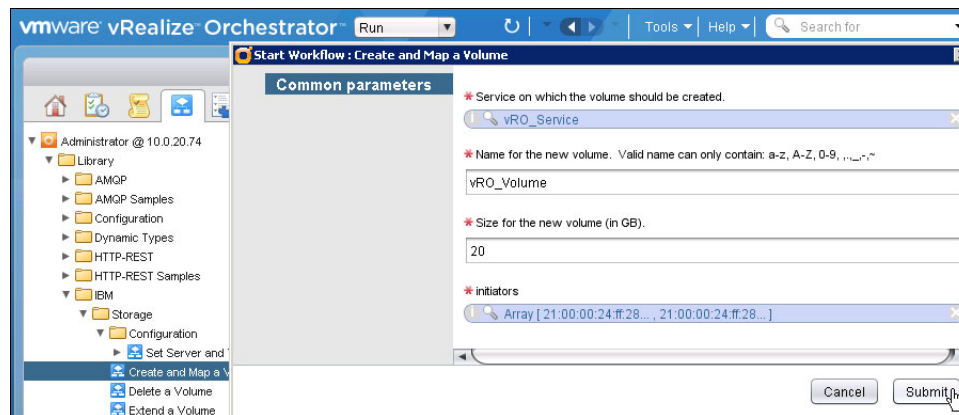 vmware vRealize Orchestrator Run Tools Help Search for
Start Workflow : Create and Map a Volume
Common parameters
* Service on which the volume should be created.
vRO_Service
* Name for the new volume. Valid name can only contain: a-z, A-Z, 0-9, ,.,_,-,~
vRO_Volume
* Size for the new volume (in GB).
20
* initiators
Array [ 21:00:00:24:ff:28... , 21:00:00:24:ff:28... ]
Cancel Submit
Administrator @ 10.0.20.74
Library
AMQP
AMQP Samples
Configuration
Dynamic Types
HTTP-REST
HTTP-REST Samples
IBM
Storage
Configuration
Set Server and
Create and Map a V
Delete a Volume
Extend a Volume